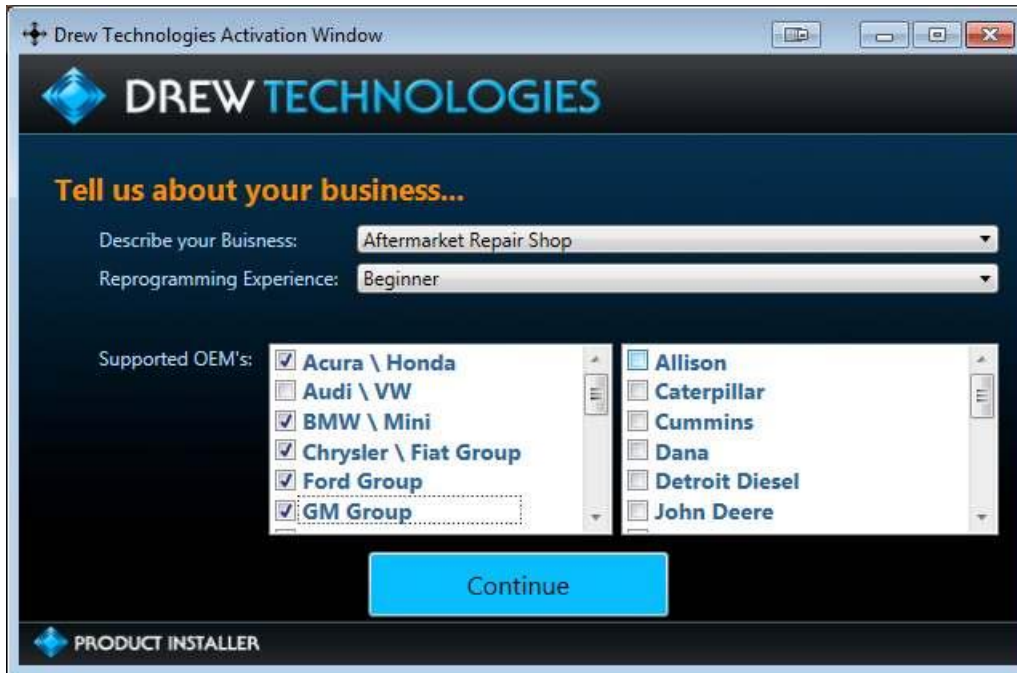 Drew Technologies Activation Window
DREW TECHNOLOGIES
Tell us about your business...
Describe your Buisness: Aftermarket Repair Shop
Reprogramming Experience: Beginner
Supported OEM's:
Acura \ Honda
Audi \ VW
BMW \ Mini
Chrysler \ Fiat Group
Ford Group
GM Group
Allison
Caterpillar
Cummins
Dana
Detroit Diesel
John Deere
Continue
PRODUCT INSTALLER